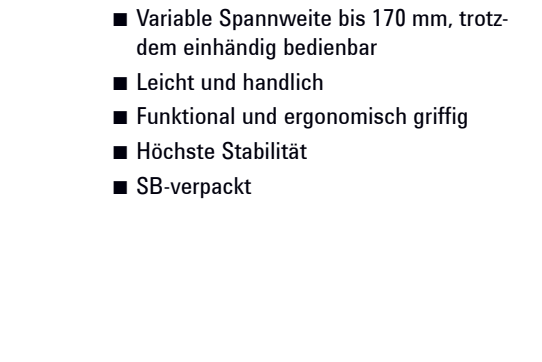 ■ Variable Spannweite bis 170 mm, trotz-
dem einhändig bedienbar
■ Leicht und handlich
■ Funktional und ergonomisch griffig
■ Höchste Stabilität
■ SB-verpackt